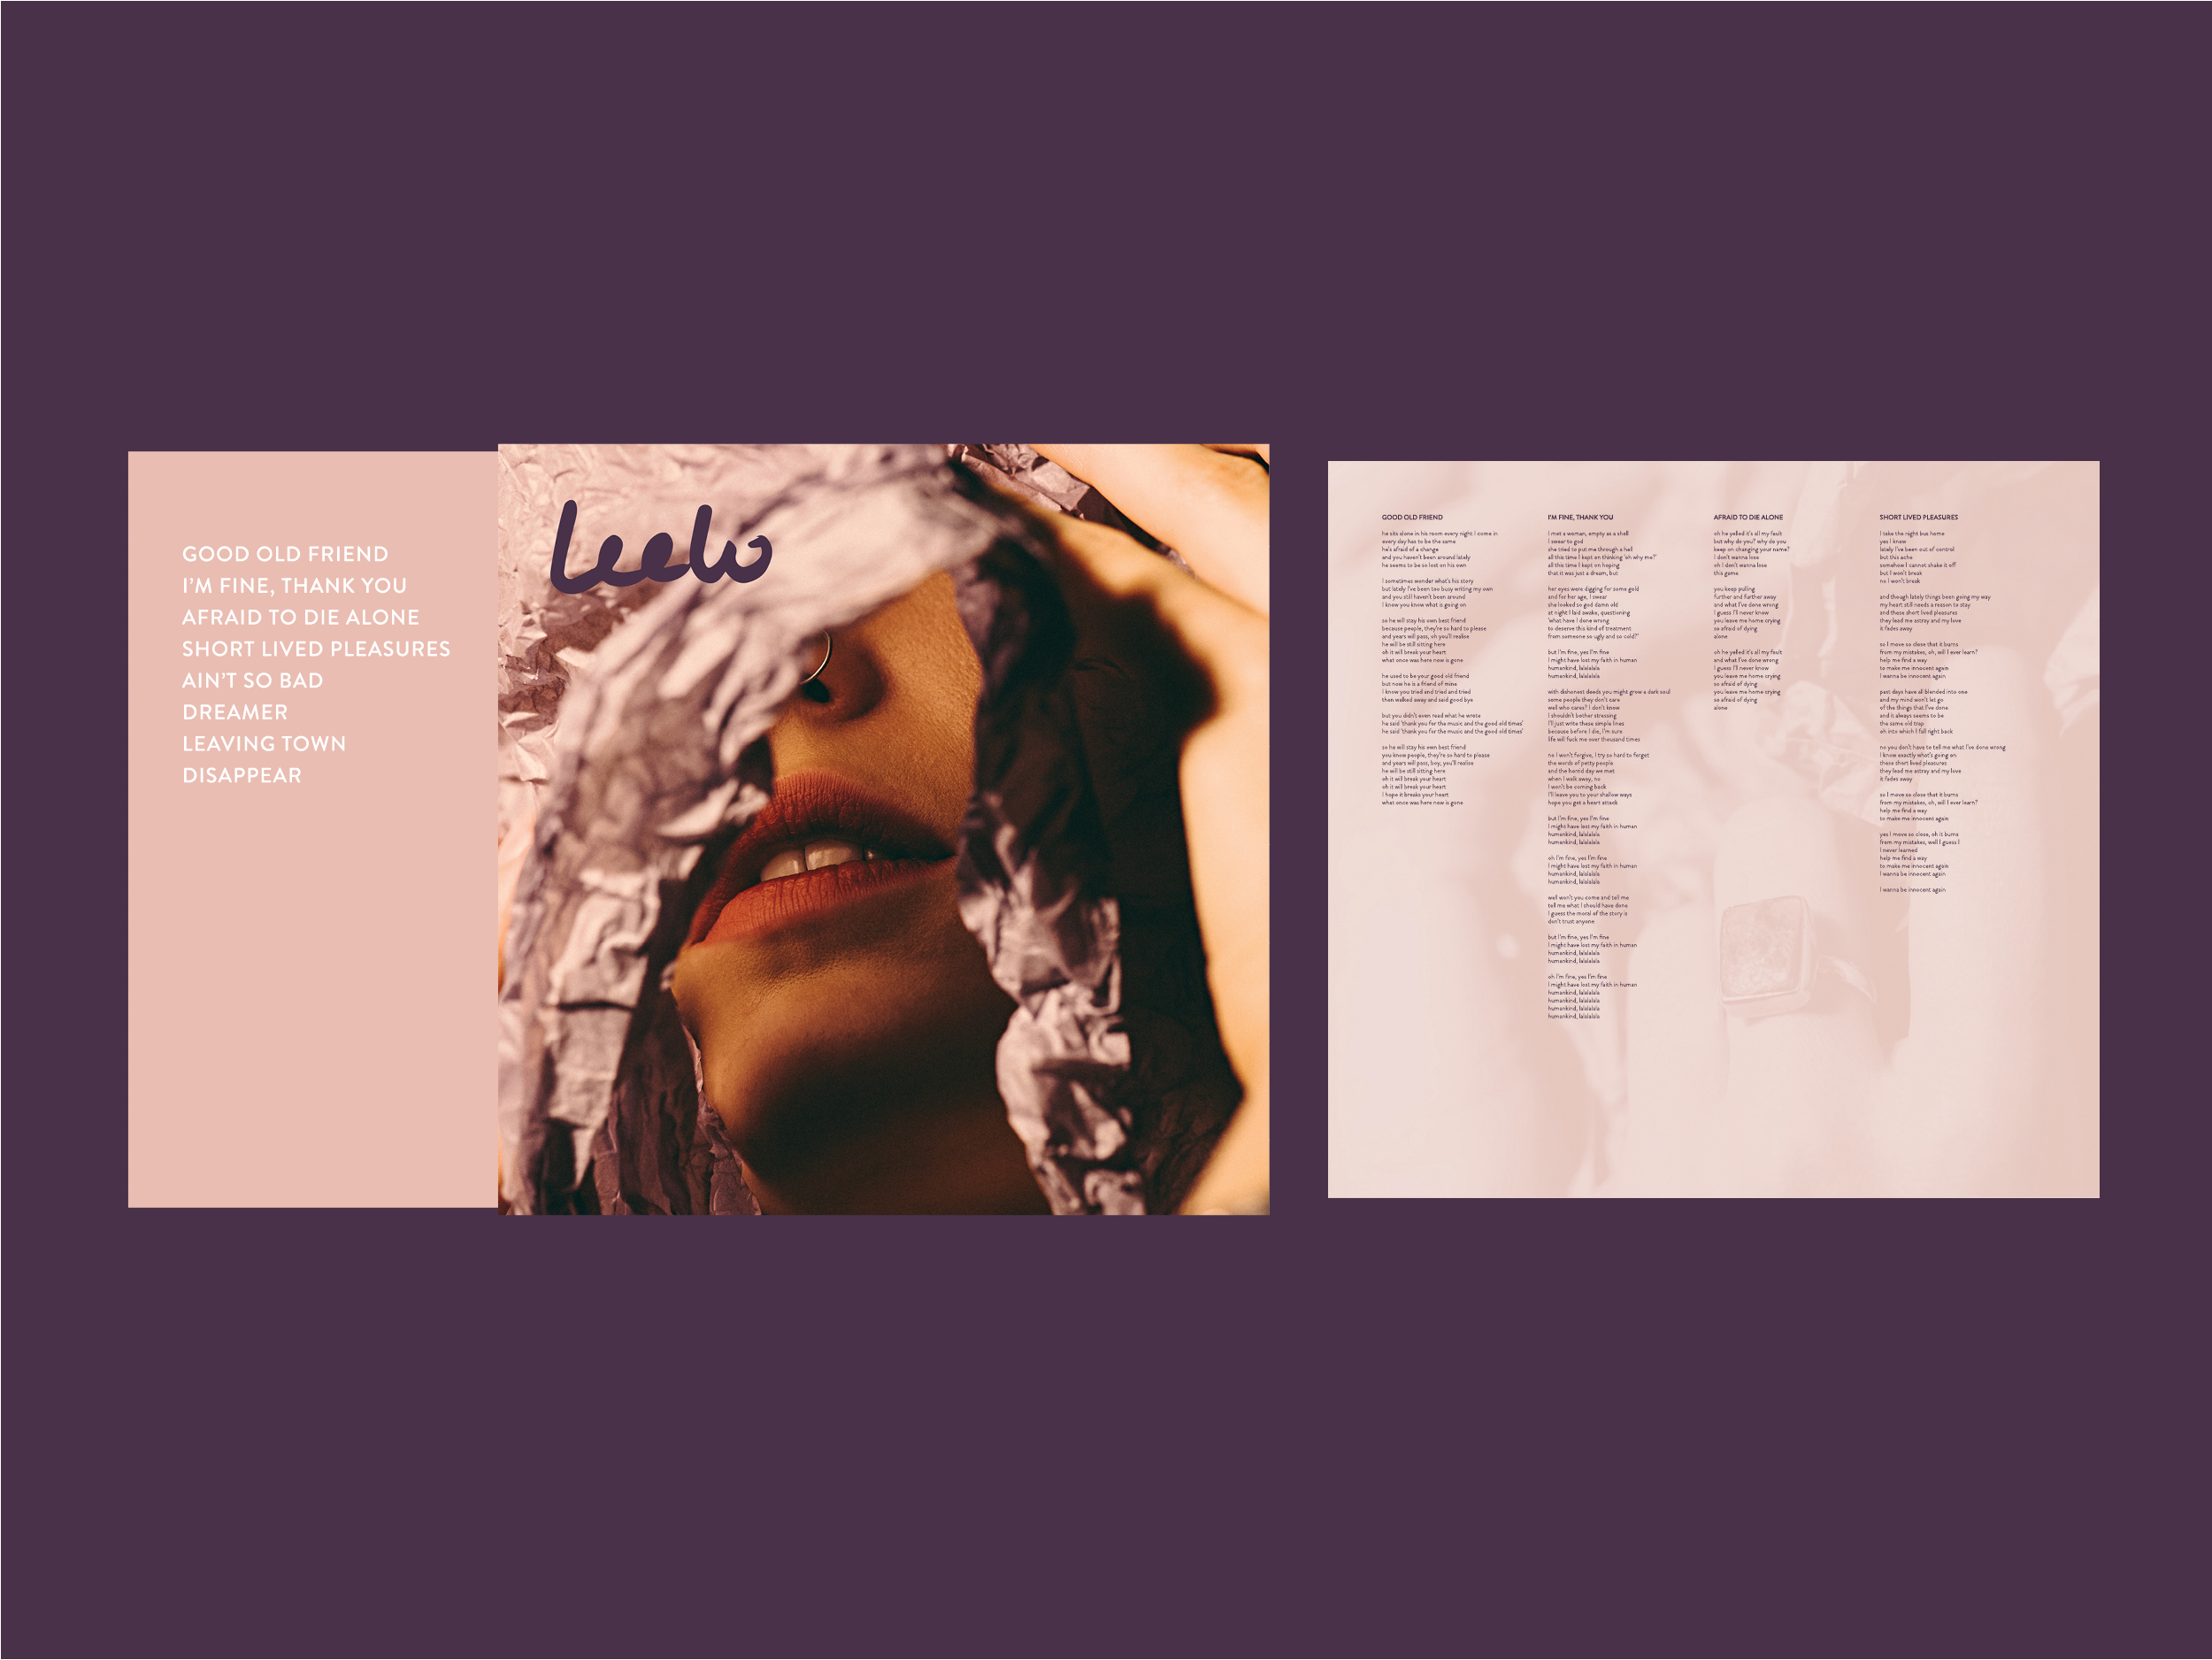 GOOD OLD FRIEND
I'M FINE, THANK YOU
AFRAID TO DIE ALONE
SHORT LIVED PLEASURES
AIN'T SO BAD
DREAMER
LEAVING TOWN
DISAPPEAR
leelo
GOOD OLD FRIEND
he sits alone in his room every night I come in
every day has to be the same
he's afraid of a change
and you haven't been around lately
he seems to be so lost on his own
I sometimes wonder what's his story
but lately I've been too busy writing my own
and you still haven't been around
I know you know what is going on
so he will stay his own best friend
because people, they're so hard to please
and years will pass, oh you'll realise
he will be still sitting here
oh it will break your heart
what once was here now is gone
he used to be your good old friend
but now he is a friend of mine
I know you tried and tried and tried
then walked away and said good bye
but you didn't even read what he wrote
he said 'thank you for the music and the good old times'
he said 'thank you for the music and the good old times'
so he will stay his own best friend
you know people, they're so hard to please
and years will pass, boy, you'll realise
he will be still sitting here
oh it will break your heart
oh it will break your heart
I hope it breaks your heart
what once was here now is gone
I'M FINE, THANK YOU
I met a woman, empty as a shell
I swear to god
she tried to put me through a hell
all this time I kept on thinking 'oh why me?'
all this time I kept on hoping
that it was just a dream, but
her eyes were digging for some gold
and for her age, I swear
she looked so god damn old
at night I laid awake, questioning
'what have I done wrong
to deserve this kind of treatment
from someone so ugly and so cold?'
but I'm fine, yes I'm fine
I might have lost my faith in human
humankind, lalalalala
humankind, lalalalala
with dishonest deeds you might grow a dark soul
some people they don't care
well who cares? I don't know
I shouldn't bother stressing
I'll just write these simple lines
because before I die, I'm sure
life will fuck me over thousand times
no I won't forgive, I try so hard to forget
the words of petty people
and the horrid day we met
when I walk away, no
I won't be coming back
I'll leave you to your shallow ways
hope you get a heart attack
but I'm fine, yes I'm fine
I might have lost my faith in human
humankind, lalalalala
humankind, lalalalala
oh I'm fine, yes I'm fine
I might have lost my faith in human
humankind, lalalalala
humankind, lalalalala
well won't you come and tell me
tell me what I should have done
I guess the moral of the story is
don't trust anyone
but I'm fine, yes I'm fine
I might have lost my faith in human
humankind, lalalalala
humankind, lalalalala
oh I'm fine, yes I'm fine
I might have lost my faith in human
humankind, lalalalala
humankind, lalalalala
humankind, lalalalala
humankind, lalalalala
AFRAID TO DIE ALONE
oh he yelled it's all my fault
but why do you? why do you
keep on changing your name?
I don't wanna lose
oh I don't wanna lose
this game
you keep pulling
further and farther away
and what I've done wrong
I guess I'll never know
you leave me home crying
so afraid of dying
alone
oh he yelled it's all my fault
and what I've done wrong
I guess I'll never know
you leave me home crying
so afraid of dying
you leave me home crying
so afraid of dying
alone
SHORT LIVED PLEASURES
I take the night bus home
yes I know
lately I've been out of control
but this ache
somehow I cannot shake it off
but I won't break
no I won't break
and though lately things been going my way
my heart still needs a reason to stay
and these short lived pleasures
they lead me astray and my love
it fades away
so I move so close that it burns
from my mistakes, oh, will I ever learn?
help me find a way
to make me innocent again
I wanna be innocent again
past days have all blended into one
and my mind won't let go
of the things that I've done
and it always seems to be
the same old trap
oh into which I fall right back
no you don't have to tell me what I've done wrong
I know exactly what's going on
these short lived pleasures
they lead me astray and my love
it fades away
so I move so close that it burns
from my mistakes, oh, will I ever learn?
help me find a way
to make me innocent again
yes I move so close, oh it burns
from my mistakes, well I guess I
I never learned
help me find a way
to make me innocent again
I wanna be innocent again
I wanna be innocent again